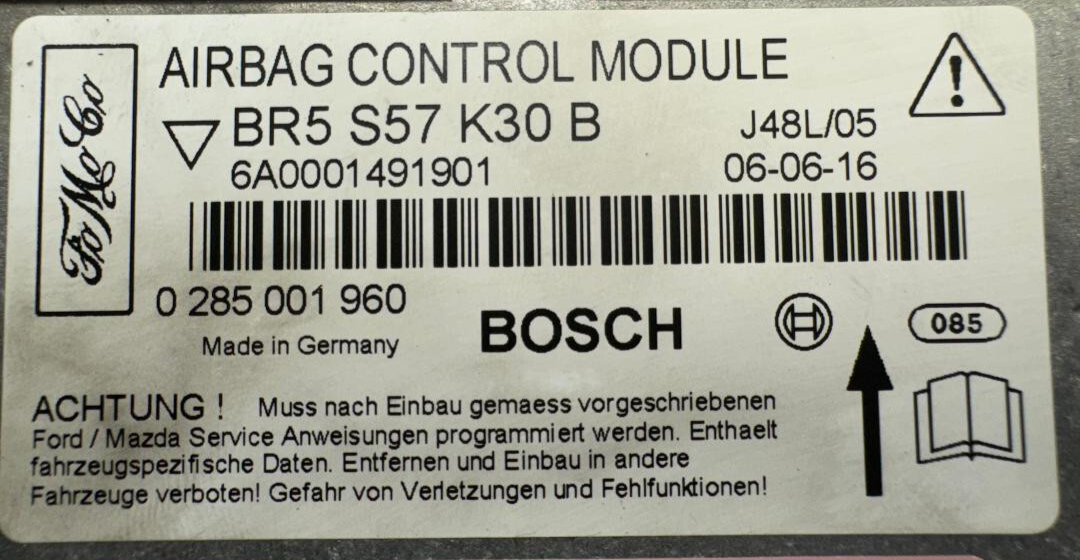 FoMoCo
AIRBAG CONTROL MODULE
BR5 S57 K30 B
J48L/05
6A0001491901
06-06-16
0 285 001 960
Made in Germany
BOSCH
085
ACHTUNG ! Muss nach Einbau gemaess vorgeschriebenen
Ford / Mazda Service Anweisungen programmiert werden. Enthaelt
fahrzeugspezifische Daten. Entfernen und Einbau in andere
Fahrzeuge verboten! Gefahr von Verletzungen und Fehlfunktionen!